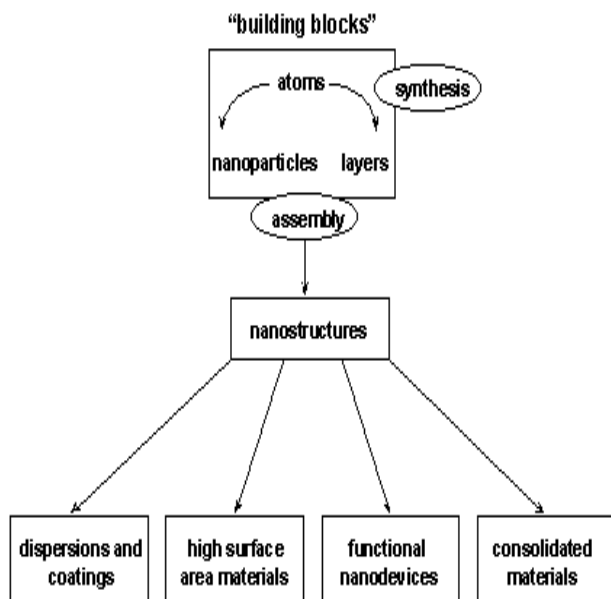 “building blocks”
atoms
synthesis
nanoparticles layers
assembly
nanostructures
dispersions and
coatings
high surface
area materials
functional
nanodevices
consolidated
materials